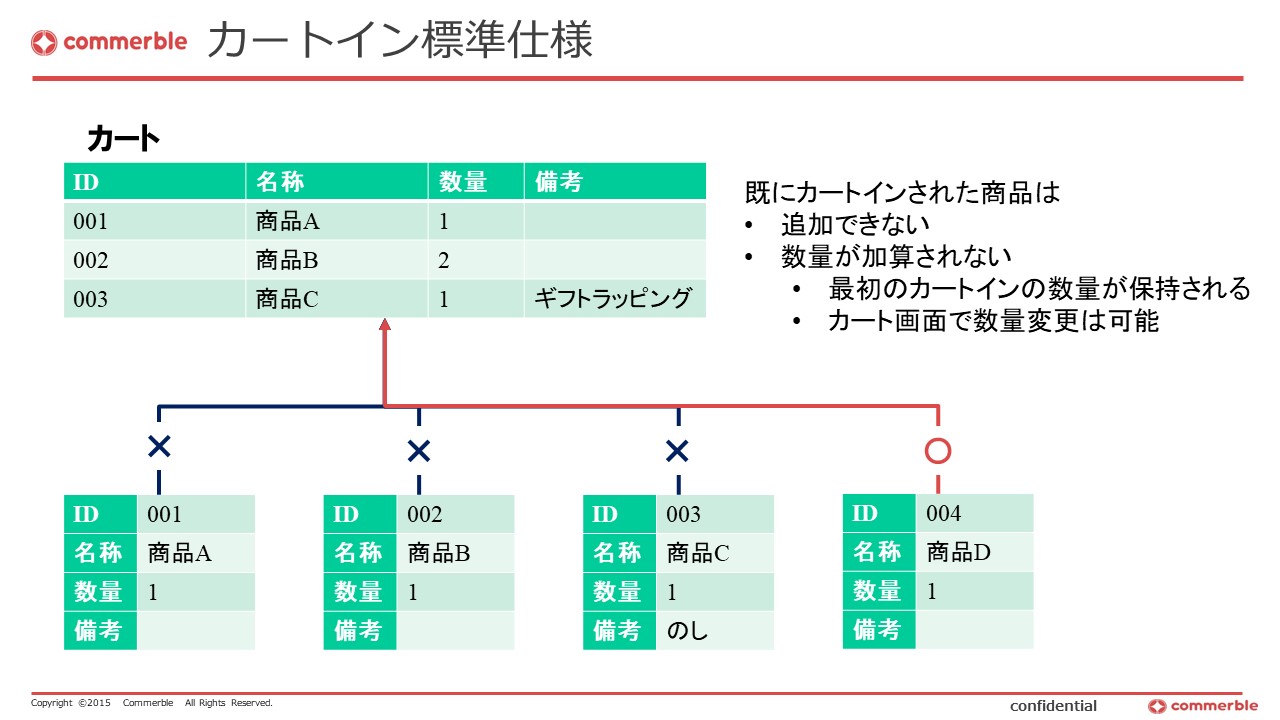 commerble カートイン標準仕様
カート
ID 名称 数量 備考
001 商品A 1
002 商品B 2
003 商品C 1 ギフトラッピング
既にカートインされた商品は
• 追加できない
• 数量が加算されない
• 最初のカートインの数量が保持される
• カート画面で数量変更は可能
ID 001
名称 商品A
数量 1
備考
ID 002
名称 商品B
数量 1
備考
ID 003
名称 商品C
数量 1
備考 のし
ID 004
名称 商品D
数量 1
備考
Copyright ©2015 Commerble All Rights Reserved.
confidential commerble